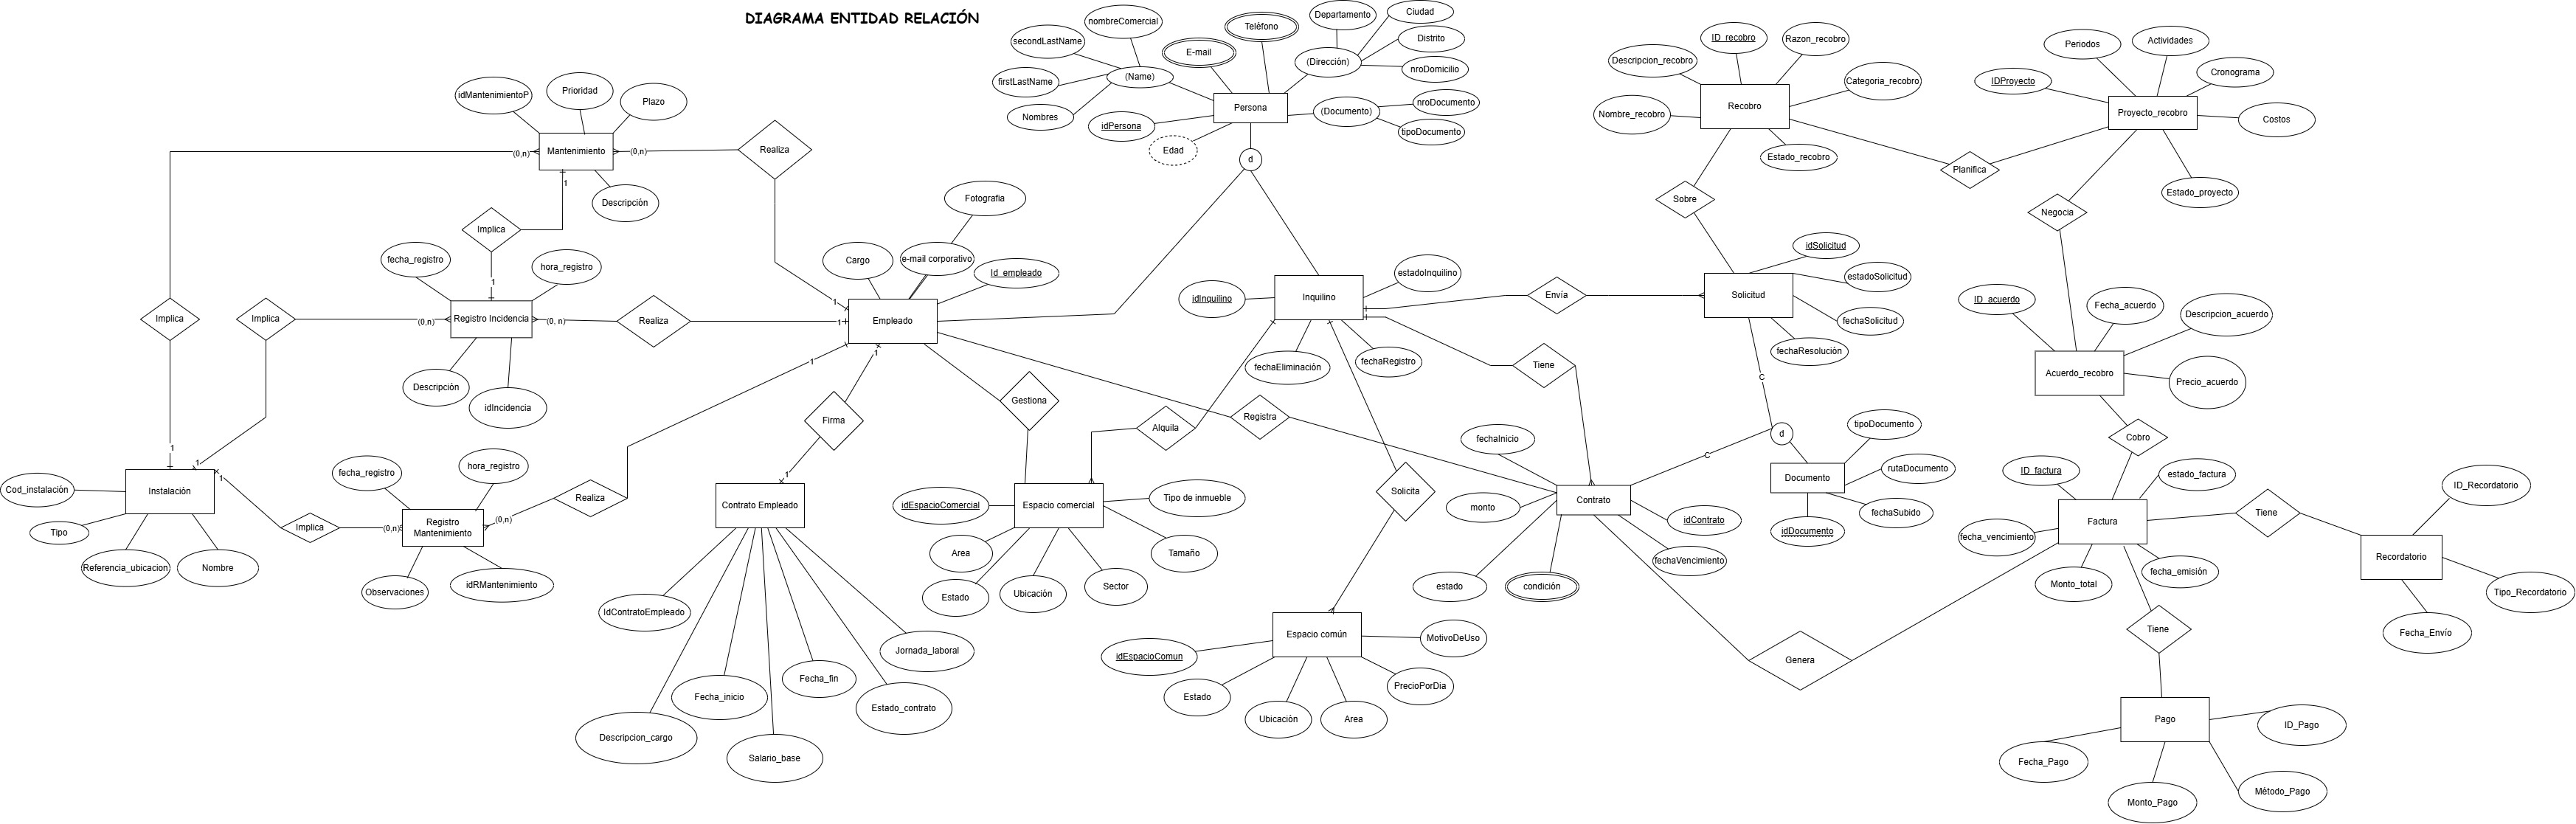 DIAGRAMA ENTIDAD RELACIÓN
nombreComercial
secondLastName
firstLastName
Nombres
(Name)
E-mail
Teléfono
Departamento
Ciudad
Distrito
(Dirección)
nroDomicilio
Persona
(Documento)
nroDocumento
tipoDocumento
idPersona
Edad
d
idMantenimientoP
Prioridad
Plazo
Mantenimiento
(0,n)
(0,n)
Realiza
1
Descripción
Implica
1
Implica
1
fecha_registro
hora_registro
Registro Incidencia
(0,n)
(0, n)
Realiza
1
Implica
1
Descripción
idIncidencia
Fotografia
Cargo
e-mail corporativo
Id_empleado
Empleado
1
1
1
Firma
1
Cod_instalación
Instalación
Tipo
Referencia_ubicacion
Nombre
1
Implica
(0,n)
fecha_registro
hora_registro
Registro
Mantenimiento
(0,n)
Realiza
Observaciones
idRMantenimiento
Contrato Empleado
IdContratoEmpleado
Descripcion_cargo
Fecha_inicio
Salario_base
Fecha_fin
Estado_contrato
Jornada_laboral
Gestiona
Alquila
idEspacioComercial
Espacio comercial
Tipo de inmueble
Area
Estado
Ubicación
Sector
Tamaño
idInquilino
Inquilino
estadoInquilino
fechaEliminación
fechaRegistro
Envía
Tiene
Registra
Solicita
idEspacioComun
Espacio común
MotivoDeUso
Estado
Ubicación
Area
PrecioPorDia
fechaInicio
monto
Contrato
idContrato
estado
condición
fechaVencimiento
C
C
d
Documento
tipoDocumento
rutaDocumento
fechaSubido
idDocumento
Genera
ID_recobro
Razon_recobro
Descripcion_recobro
Categoria_recobro
Nombre_recobro
Recobro
Estado_recobro
Sobre
Planifica
idSolicitud
estadoSolicitud
Solicitud
fechaSolicitud
fechaResolución
Periodos
Actividades
IDProyecto
Cronograma
Proyecto_recobro
Costos
Estado_proyecto
Negocia
ID_acuerdo
Fecha_acuerdo
Descripcion_acuerdo
Acuerdo_recobro
Precio_acuerdo
Cobro
ID_factura
estado_factura
Factura
fecha_vencimiento
Monto_total
fecha_emisión
Tiene
ID_Recordatorio
Recordatorio
Tipo_Recordatorio
Fecha_Envío
Tiene
Pago
ID_Pago
Fecha_Pago
Monto_Pago
Método_Pago